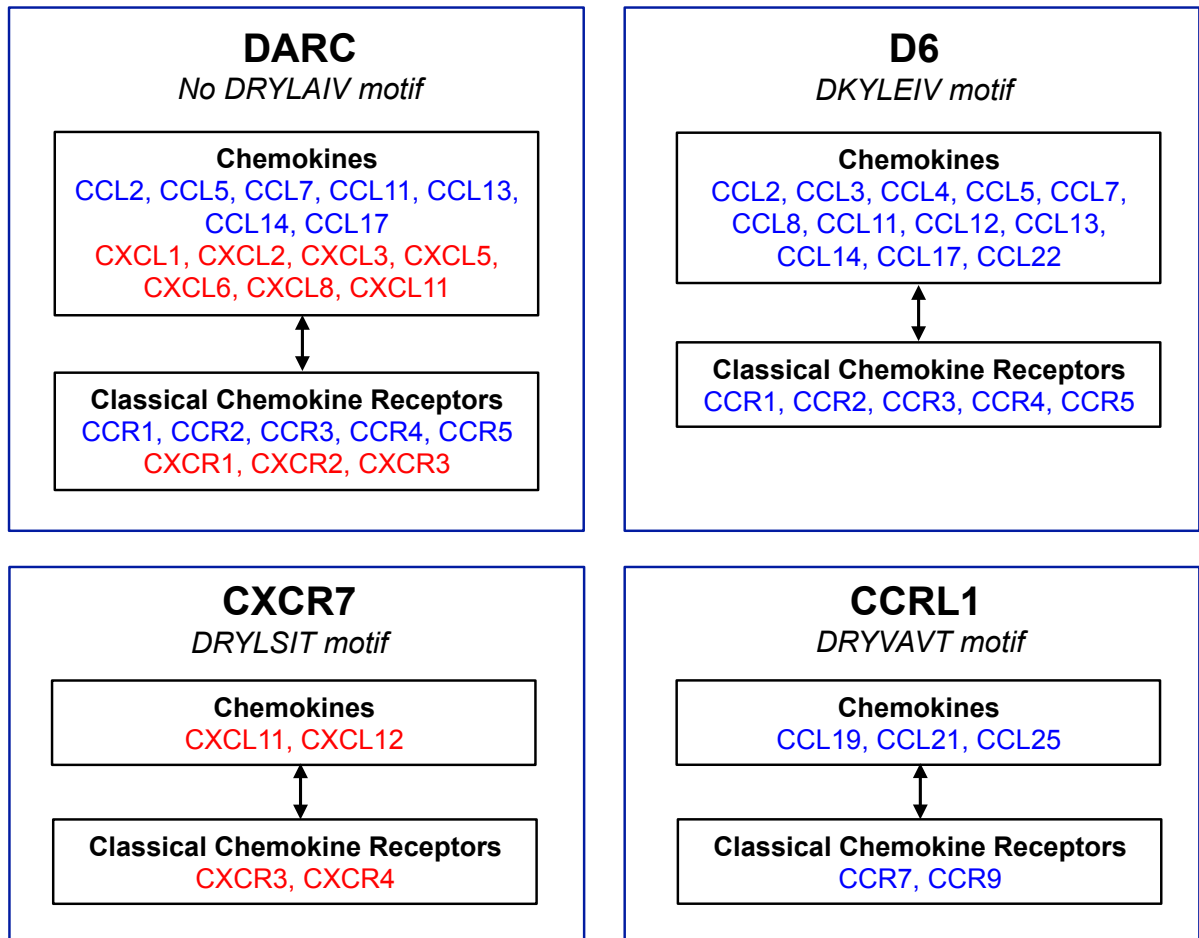 DARC
No DRYLAIV motif
Chemokines
CCL2, CCL5, CCL7, CCL11, CCL13,
CCL14, CCL17
CXCL1, CXCL2, CXCL3, CXCL5,
CXCL6, CXCL8, CXCL11
Classical Chemokine Receptors
CCR1, CCR2, CCR3, CCR4, CCR5
CXCR1, CXCR2, CXCR3
D6
DKYLEIV motif
Chemokines
CCL2, CCL3, CCL4, CCL5, CCL7,
CCL8, CCL11, CCL12, CCL13,
CCL14, CCL17, CCL22
Classical Chemokine Receptors
CCR1, CCR2, CCR3, CCR4, CCR5
CXCR7
DRYLSIT motif
Chemokines
CXCL11, CXCL12
Classical Chemokine Receptors
CXCR3, CXCR4
CCRL1
DRYVAVT motif
Chemokines
CCL19, CCL21, CCL25
Classical Chemokine Receptors
CCR7, CCR9